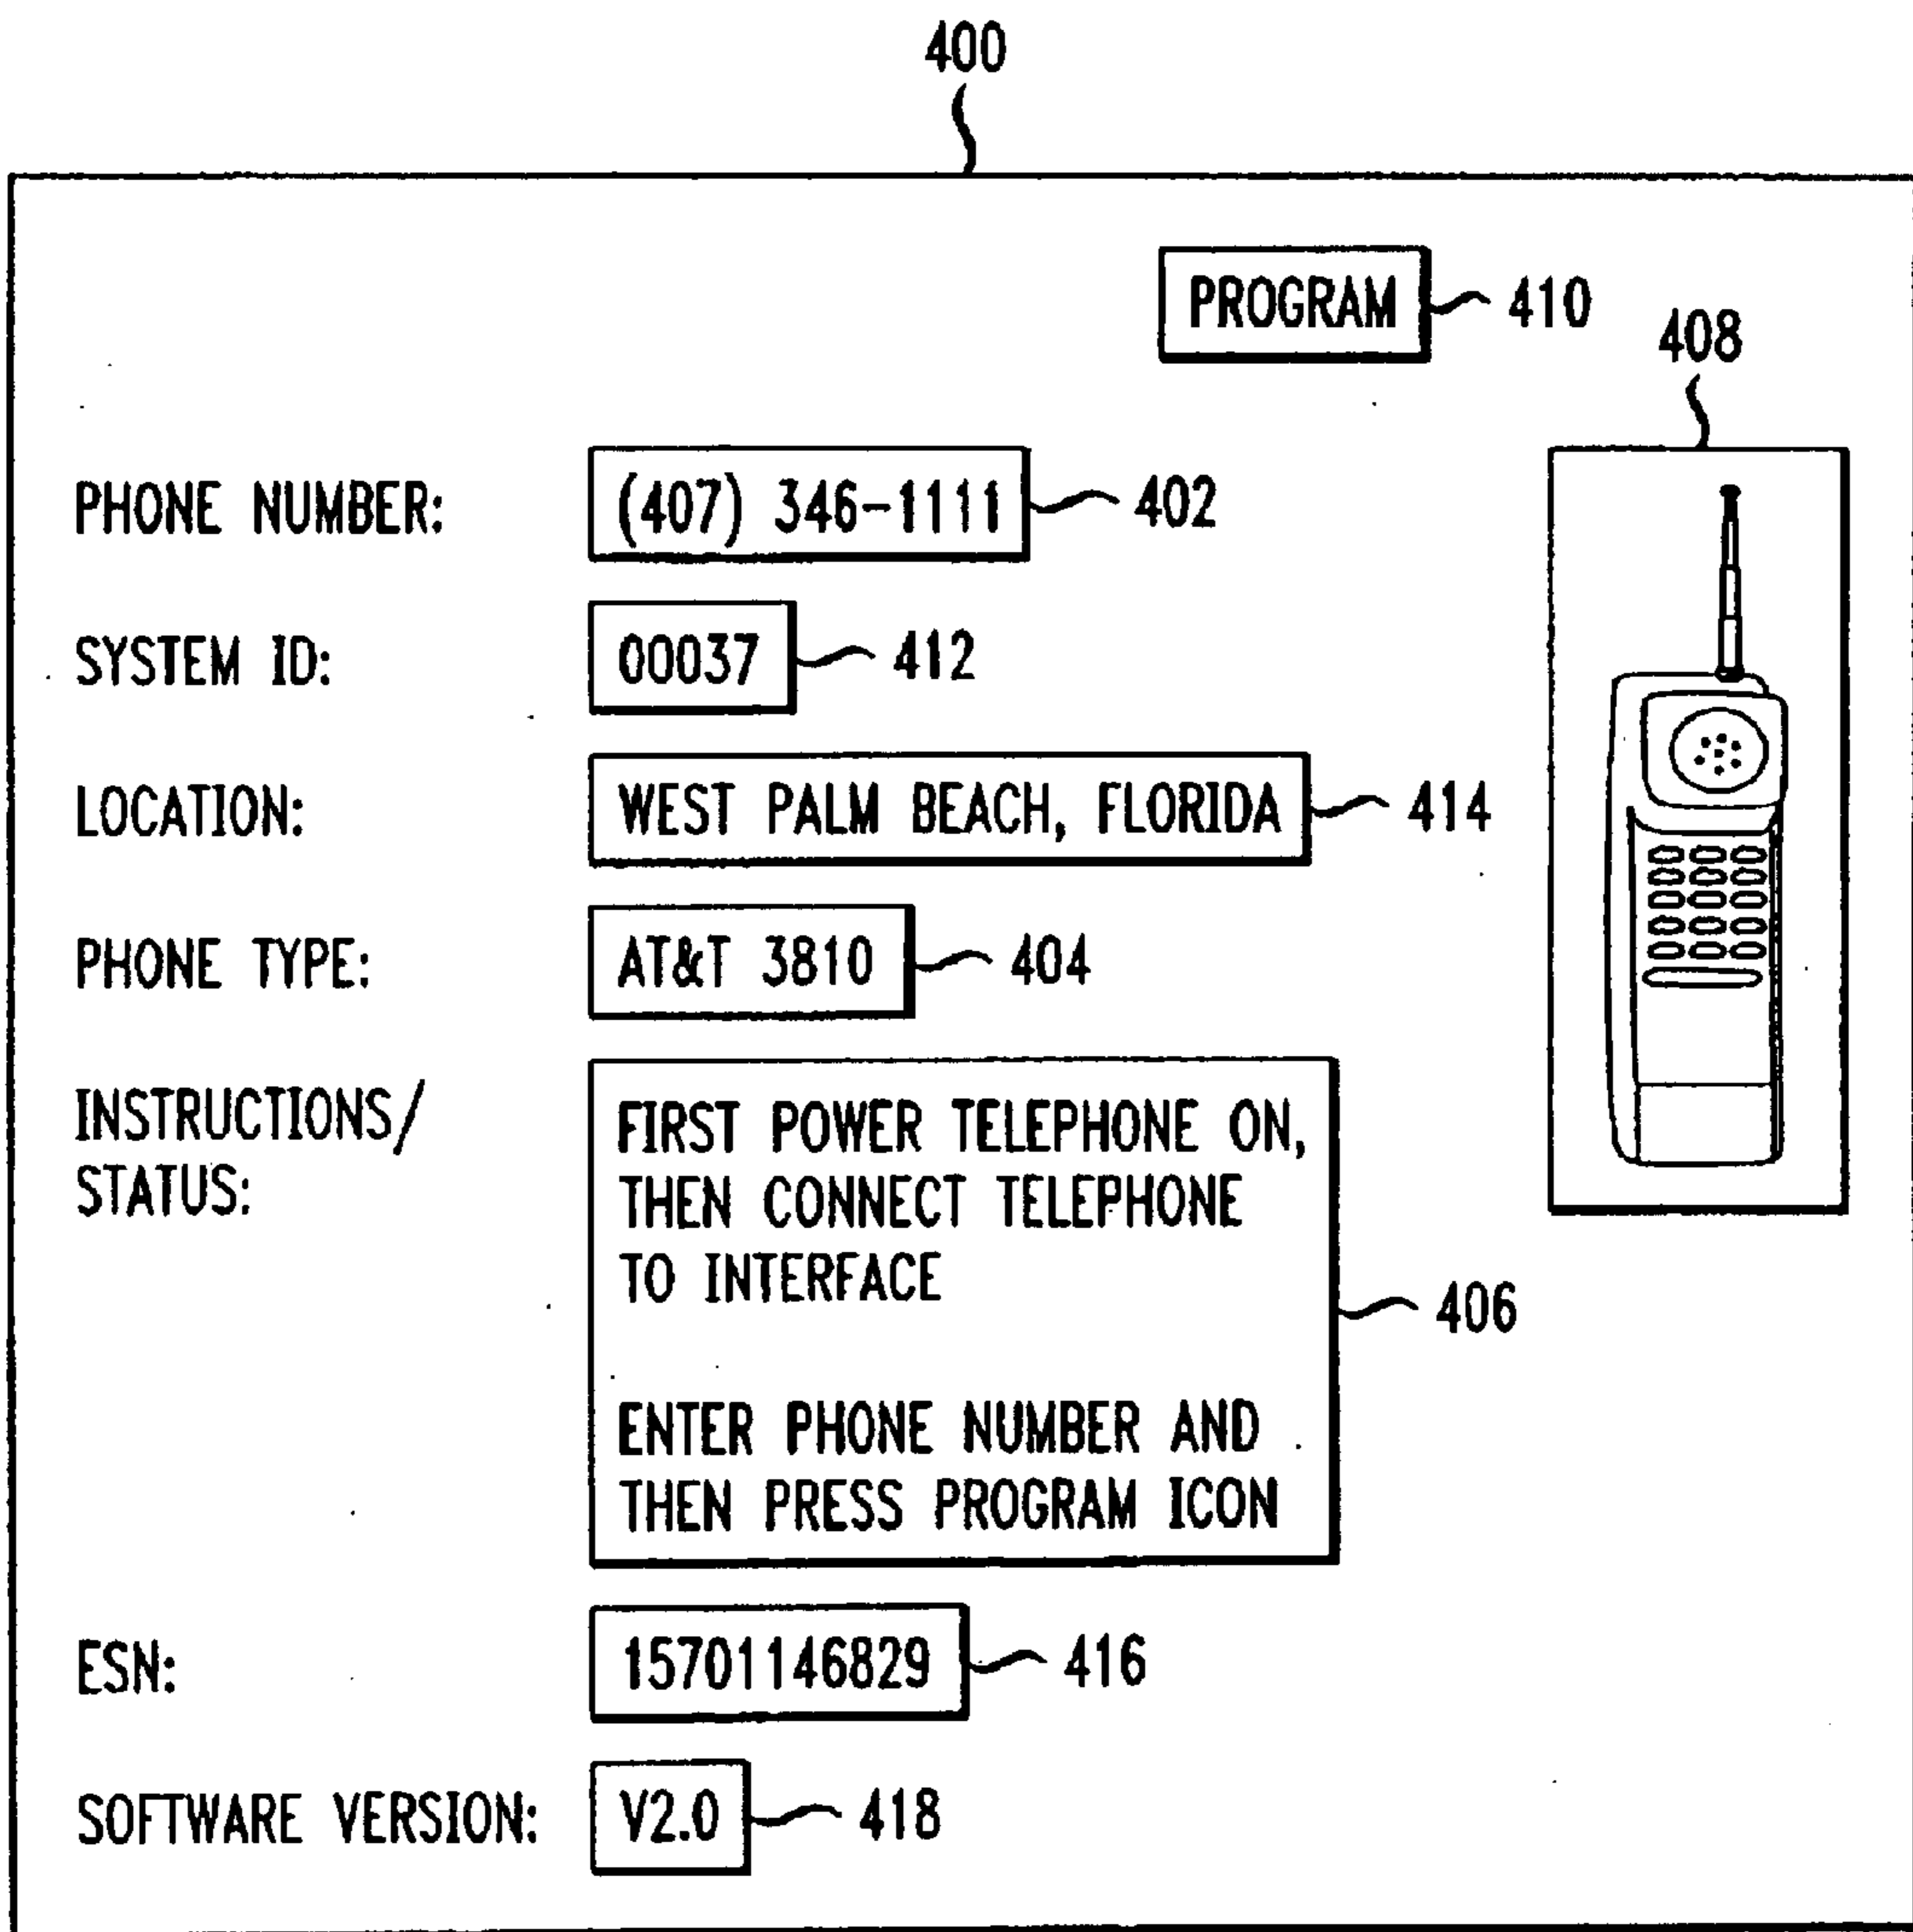 400
PROGRAM 410
408
PHONE NUMBER: (407) 346-1111 402
SYSTEM ID: 00037 412
LOCATION: WEST PALM BEACH, FLORIDA 414
PHONE TYPE: AT&T 3810 404
INSTRUCTIONS/
STATUS:
FIRST POWER TELEPHONE ON,
THEN CONNECT TELEPHONE
TO INTERFACE
406
ENTER PHONE NUMBER AND
THEN PRESS PROGRAM ICON
ESN: 15701146829 416
SOFTWARE VERSION: V2.0 418